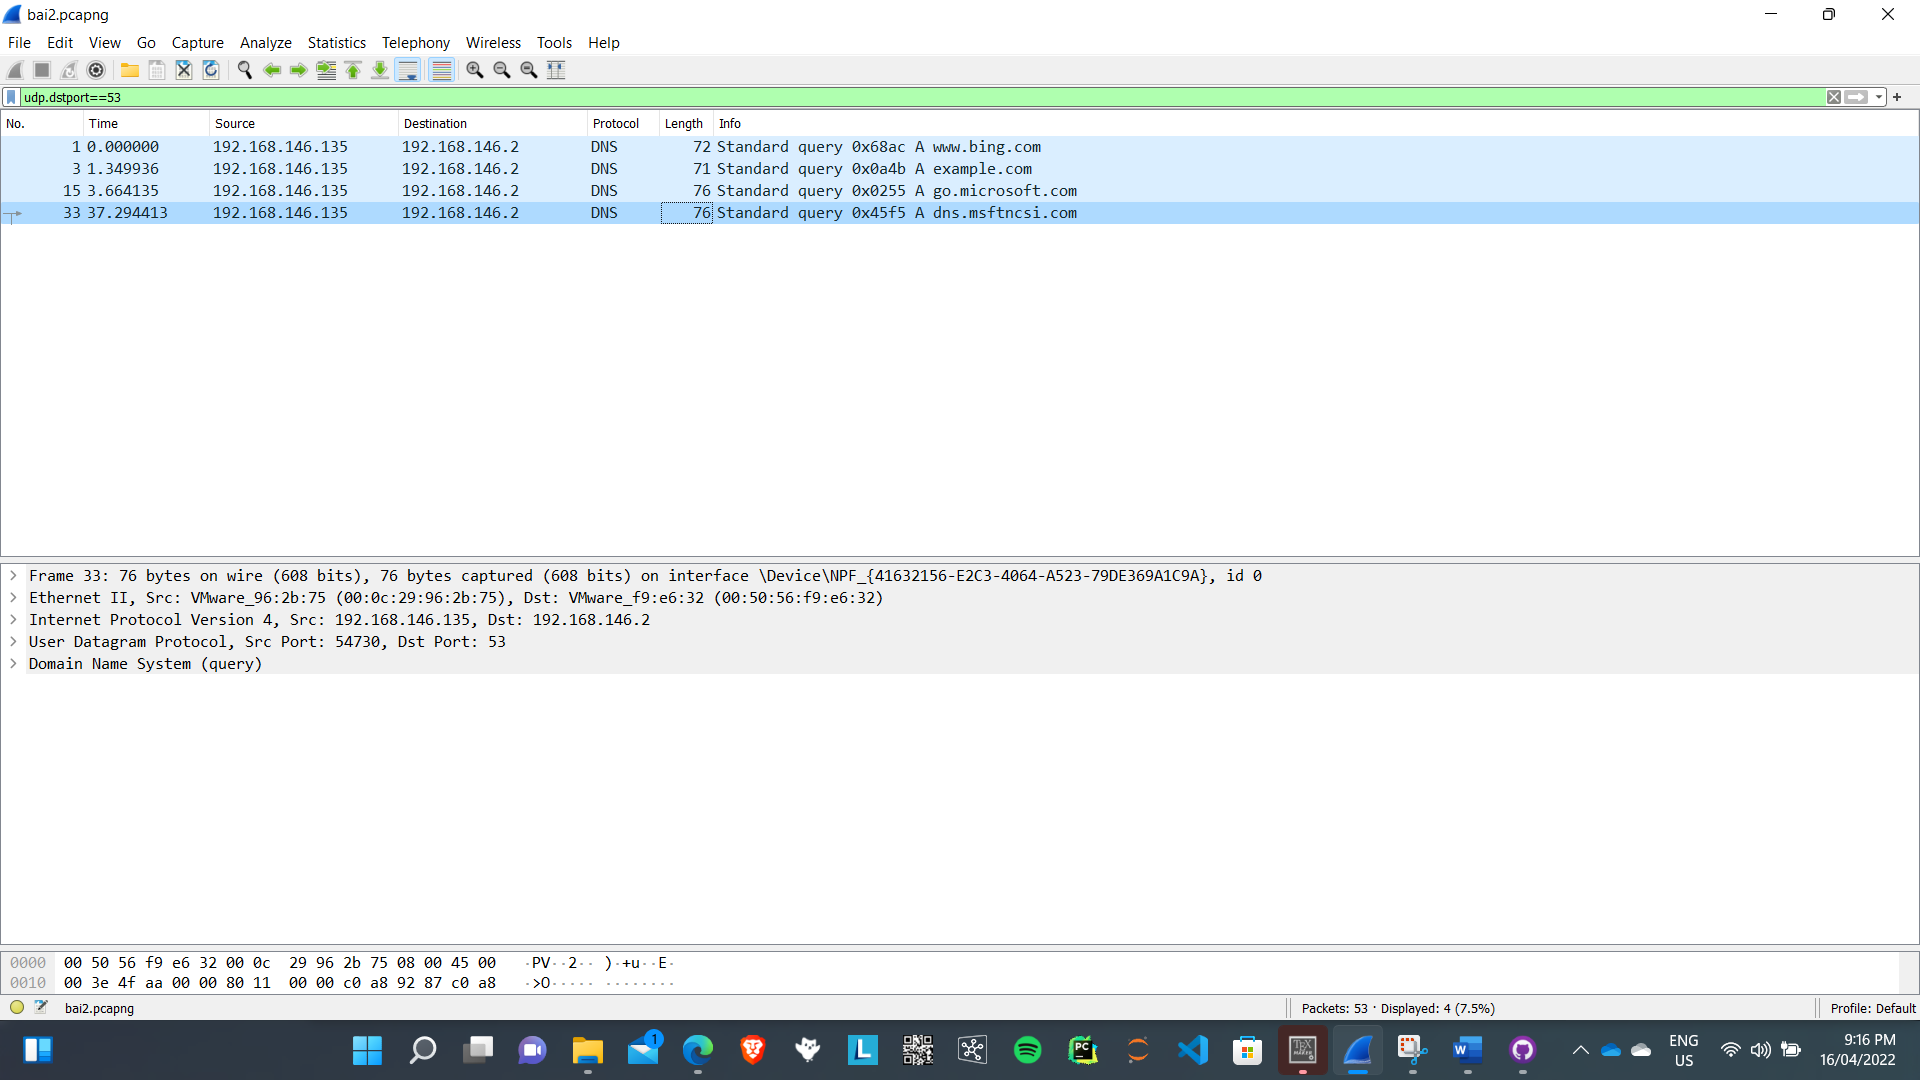 bai2.pcapng
File Edit View Go Capture Analyze Statistics Telephony Wireless Tools Help
udp.dstport==53
No. Time Source Destination Protocol Length Info
1 0.000000 192.168.146.135 192.168.146.2 DNS 72 Standard query 0x68ac A www.bing.com
3 1.349936 192.168.146.135 192.168.146.2 DNS 71 Standard query 0x0a4b A example.com
15 3.664135 192.168.146.135 192.168.146.2 DNS 76 Standard query 0x0255 A go.microsoft.com
33 37.294413 192.168.146.135 192.168.146.2 DNS 76 Standard query 0x45f5 A dns.msftncsi.com
Frame 33: 76 bytes on wire (608 bits), 76 bytes captured (608 bits) on interface \Device\NPF_{41632156-E2C3-4064-A523-79DE369A1C9A}, id 0
Ethernet II, Src: VMware_96:2b:75 (00:0c:29:96:2b:75), Dst: VMware_f9:e6:32 (00:50:56:f9:e6:32)
Internet Protocol Version 4, Src: 192.168.146.135, Dst: 192.168.146.2
User Datagram Protocol, Src Port: 54730, Dst Port: 53
Domain Name System (query)
0000 00 50 56 f9 e6 32 00 0c 29 96 2b 75 08 00 45 00 ·PV··2·· )·+u··E·
0010 00 3e 4f aa 00 00 80 11 00 00 c0 a8 92 87 c0 a8 ·>O····· ········
bai2.pcapng Packets: 53 · Displayed: 4 (7.5%) Profile: Default
1
L
TEX MAKER
PC
W
ENG
US
9:16 PM
16/04/2022